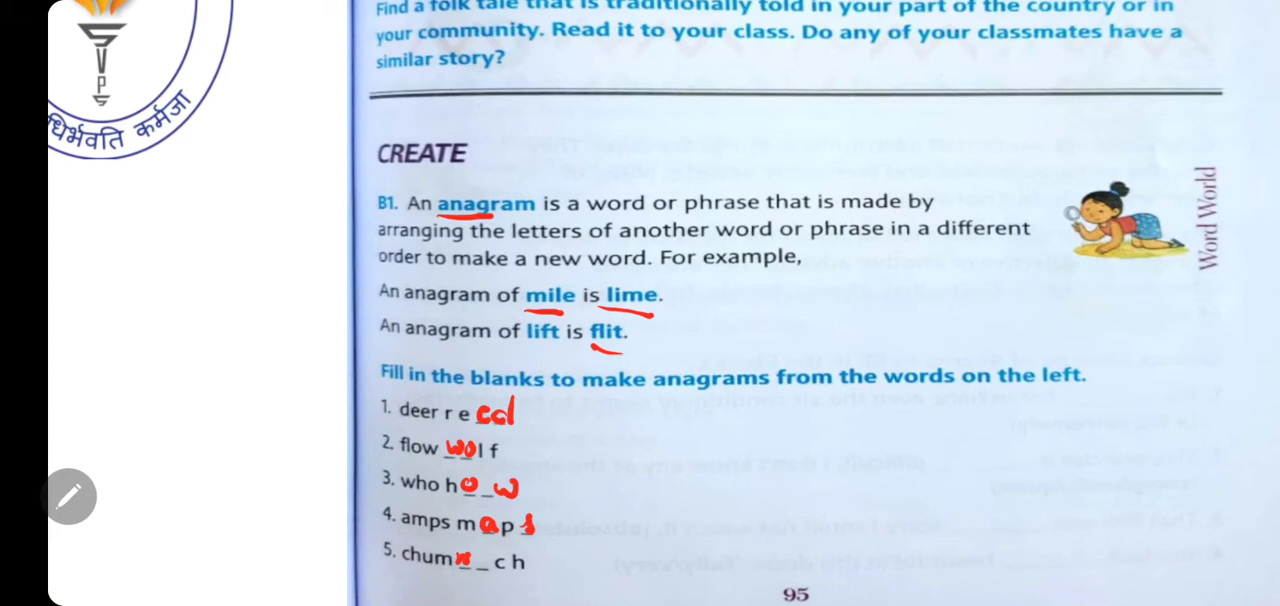 Find a folk tale that is traditionally told in your part of the country or in
your community. Read it to your class. Do any of your classmates have a
similar story?
P
S
धिर्भवति कर्मजा
CREATE
B1. An anagram is a word or phrase that is made by
arranging the letters of another word or phrase in a different
order to make a new word. For example,
An anagram of mile is lime.
An anagram of lift is flit.
Word World
Fill in the blanks to make anagrams from the words on the left.
1. deer r e ed
2. flow wo l f
3. who h o _ w
4. amps m a p s
5. chum _ _ c h
95